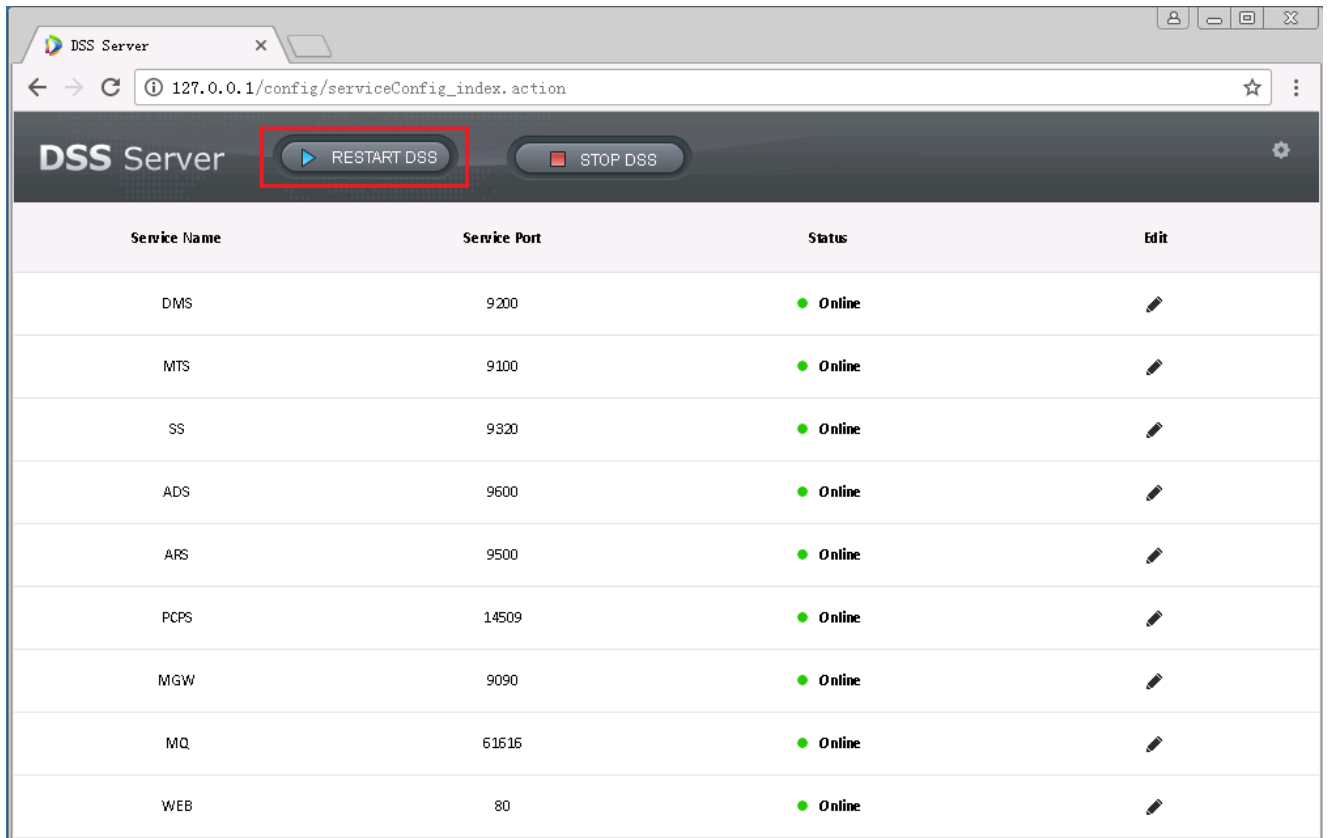 DSS Server
127.0.0.1/config/serviceConfig_index.action
DSS Server RESTART DSS STOP DSS
Service Name Service Port Status Edit
DMS 9200 Online
MTS 9100 Online
SS 9320 Online
ADS 9600 Online
ARS 9500 Online
PCPS 14509 Online
MGW 9090 Online
MQ 61616 Online
WEB 80 Online